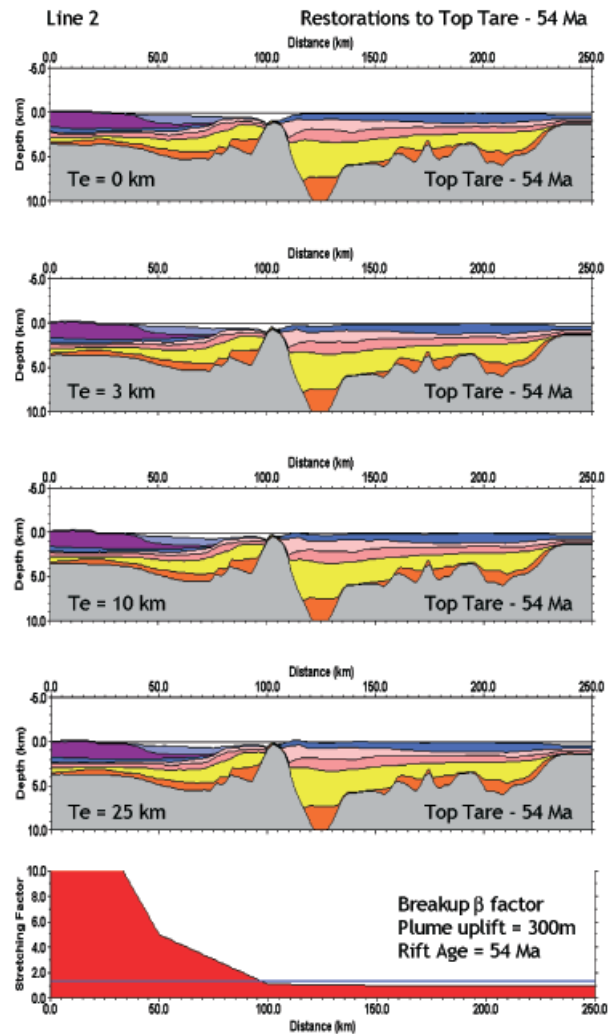 Line 2 Restorations to Top Tare - 54 Ma
Distance (km)
0.0 50.0 100.0 150.0 200.0 250.0
-5.0
0.0
5.0
10.0
Depth (km)
Te = 0 km Top Tare - 54 Ma
Distance (km)
0.0 50.0 100.0 150.0 200.0 250.0
-5.0
0.0
5.0
10.0
Depth (km)
Te = 3 km Top Tare - 54 Ma
Distance (km)
0.0 50.0 100.0 150.0 200.0 250.0
-5.0
0.0
5.0
10.0
Depth (km)
Te = 10 km Top Tare - 54 Ma
Distance (km)
0.0 50.0 100.0 150.0 200.0 250.0
-5.0
0.0
5.0
10.0
Depth (km)
Te = 25 km Top Tare - 54 Ma
10.0
8.0
6.0
4.0
2.0
0.0
Stretching Factor
Breakup β factor
Plume uplift = 300m
Rift Age = 54 Ma
0.0 50.0 100.0 150.0 200.0 250.0
Distance (km)